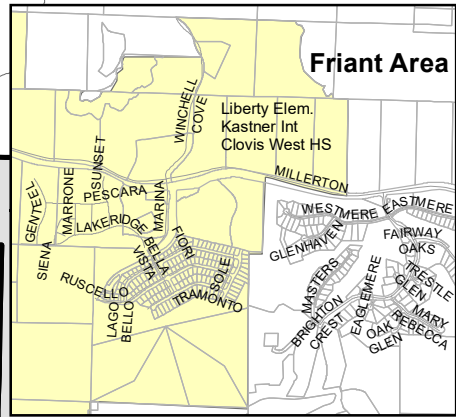 Friant Area
Liberty Elem.
Kastner Int
Clovis West HS
WINCHELL
COVE
MILLERTON
SUNSET
MARRONE
GENTEEL
PESCARA
MARINA
LAKERIDGE
BELLA
VISTA
FIORI
SIENA
RUSCELLO
LAGO
BELLO
TRAMONTO
SOLE
WESTMERE
EASTMERE
GLENHAVEN
FAIRWAY
OAKS
MASTERS
BRIGHTON
CREST
EAGLEMERE
TRESTLE
GLEN
OAK
GLEN
MARY
REBECCA